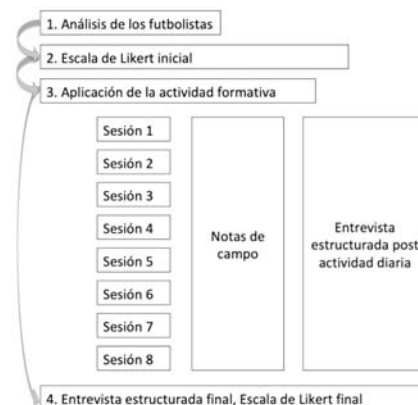 1. Análisis de los futbolistas
2. Escala de Likert inicial
3. Aplicación de la actividad formativa
Sesión 1
Sesión 2
Sesión 3
Sesión 4
Sesión 5
Sesión 6
Sesión 7
Sesión 8
Notas de
campo
Entrevista
estructurada post
actividad diaria
4. Entrevista estructurada final, Escala de Likert final